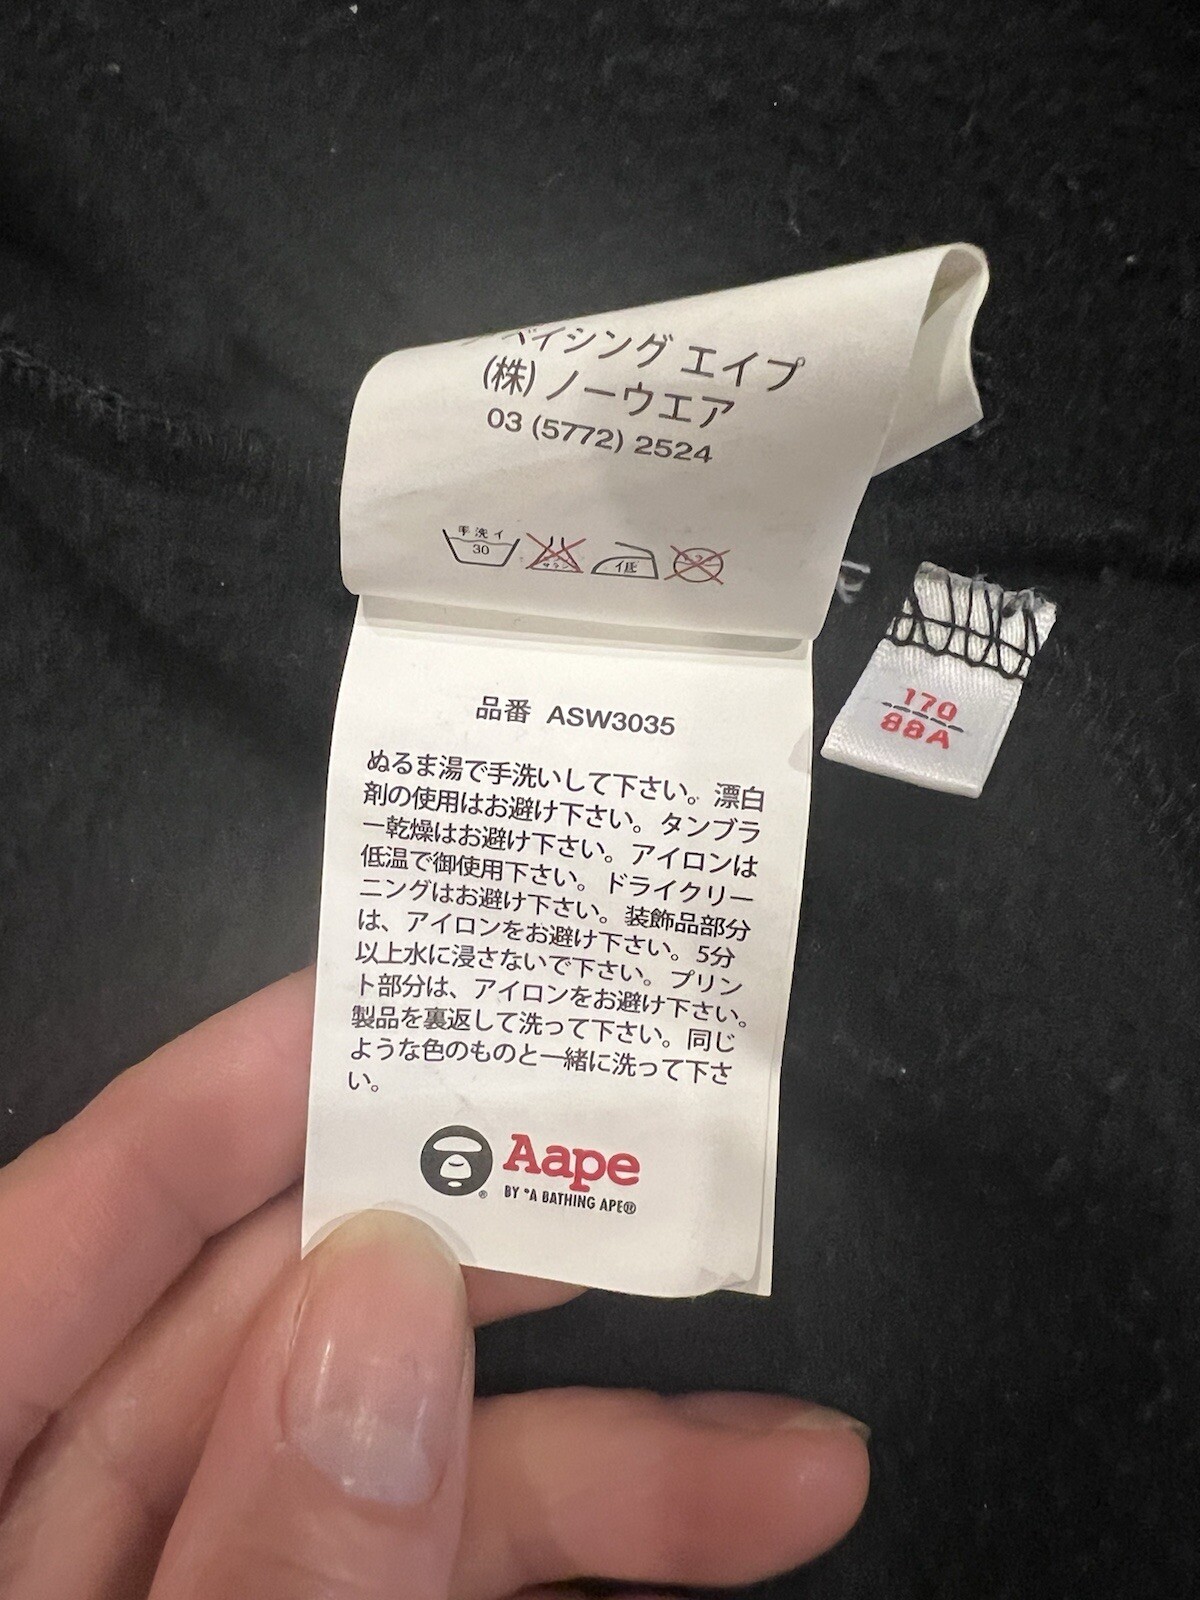 ベイシング エイプ
(株) ノーウエア
03 (5772) 2524
手洗イ
30
低
品番 ASW3035
ぬるま湯で手洗いして下さい。漂白
剤の使用はお避け下さい。タンブラ
ー乾燥はお避け下さい。アイロンは
低温で御使用下さい。ドライクリー
ニングはお避け下さい。装飾品部分
は、アイロンをお避け下さい。5分
以上水に浸さないで下さい。プリン
ト部分は、アイロンをお避け下さい。
製品を裏返して洗って下さい。同じ
ような色のものと一緒に洗って下さ
い。
Aape
BY *A BATHING APE®
170
88A